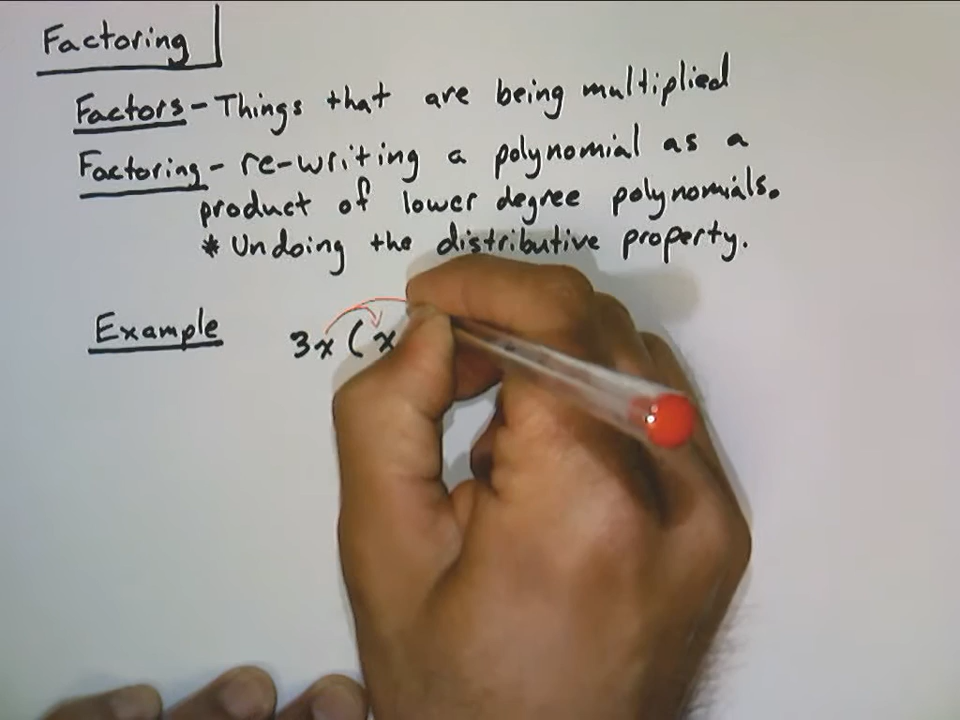 Factoring
Factors - Things that are being multiplied
Factoring - re-writing a polynomial as a
product of lower degree polynomials.
* Undoing the distributive property.
Example 3x (x